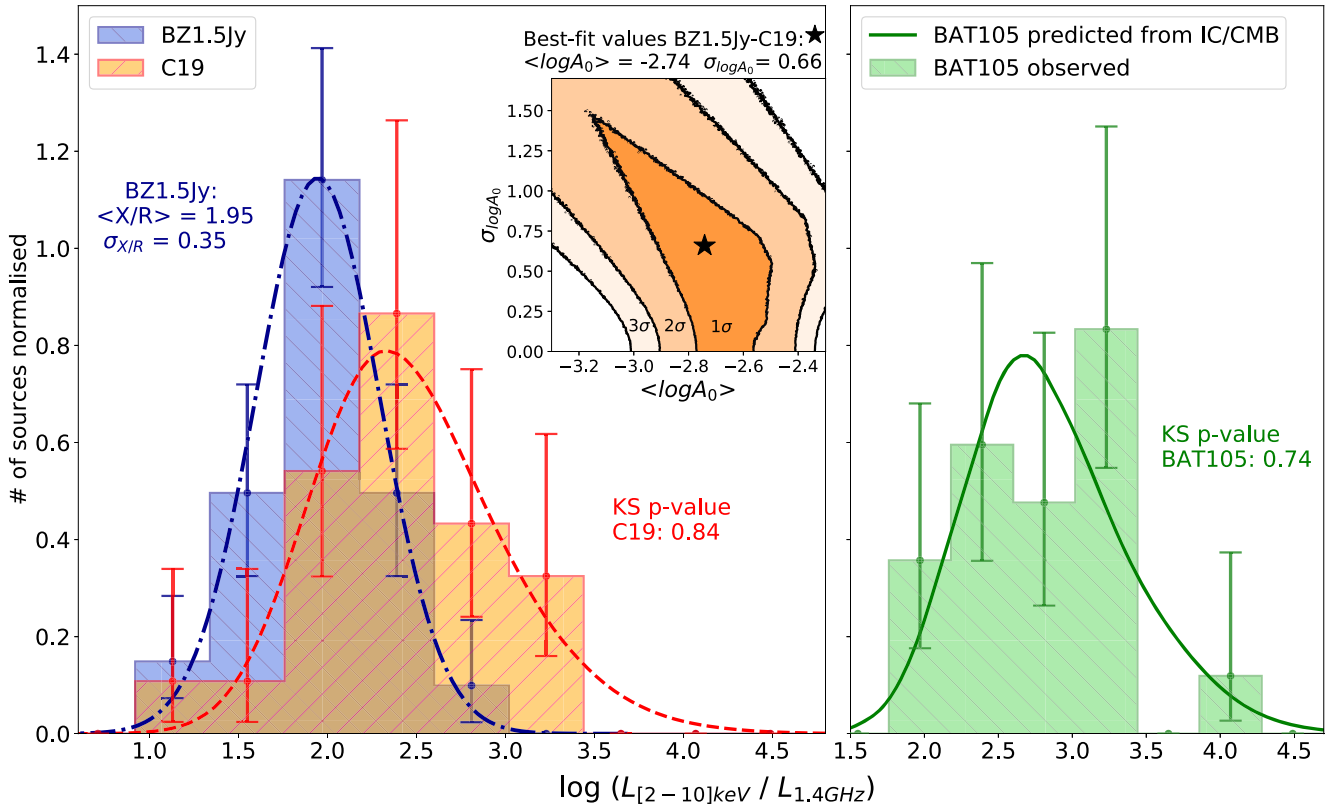 BZ1.5Jy
C19
Best-fit values BZ1.5Jy-C19:★
<logA₀> = -2.74 σ_logA₀ = 0.66
BZ1.5Jy:
<X/R> = 1.95
σ_X/R = 0.35
KS p-value
C19: 0.84
# of sources normalised
1.4
1.2
1.0
0.8
0.6
0.4
0.2
0.0
1.0 1.5 2.0 2.5 3.0 3.5 4.0 4.5
σ_logA₀
1.50
1.25
1.00
0.75
0.50
0.25
0.00
3σ 2σ 1σ
−3.2 −3.0 −2.8 −2.6 −2.4
<logA₀>
BAT105 predicted from IC/CMB
BAT105 observed
KS p-value
BAT105: 0.74
1.5 2.0 2.5 3.0 3.5 4.0 4.5
log (L_[2−10]keV / L_1.4GHz)